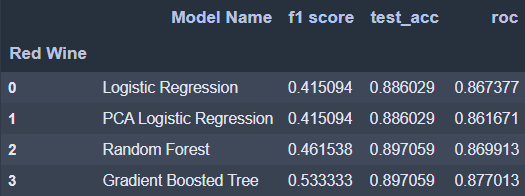 Model Name f1 score test_acc roc
Red Wine
0 Logistic Regression 0.415094 0.886029 0.867377
1 PCA Logistic Regression 0.415094 0.886029 0.861671
2 Random Forest 0.461538 0.897059 0.869913
3 Gradient Boosted Tree 0.533333 0.897059 0.877013